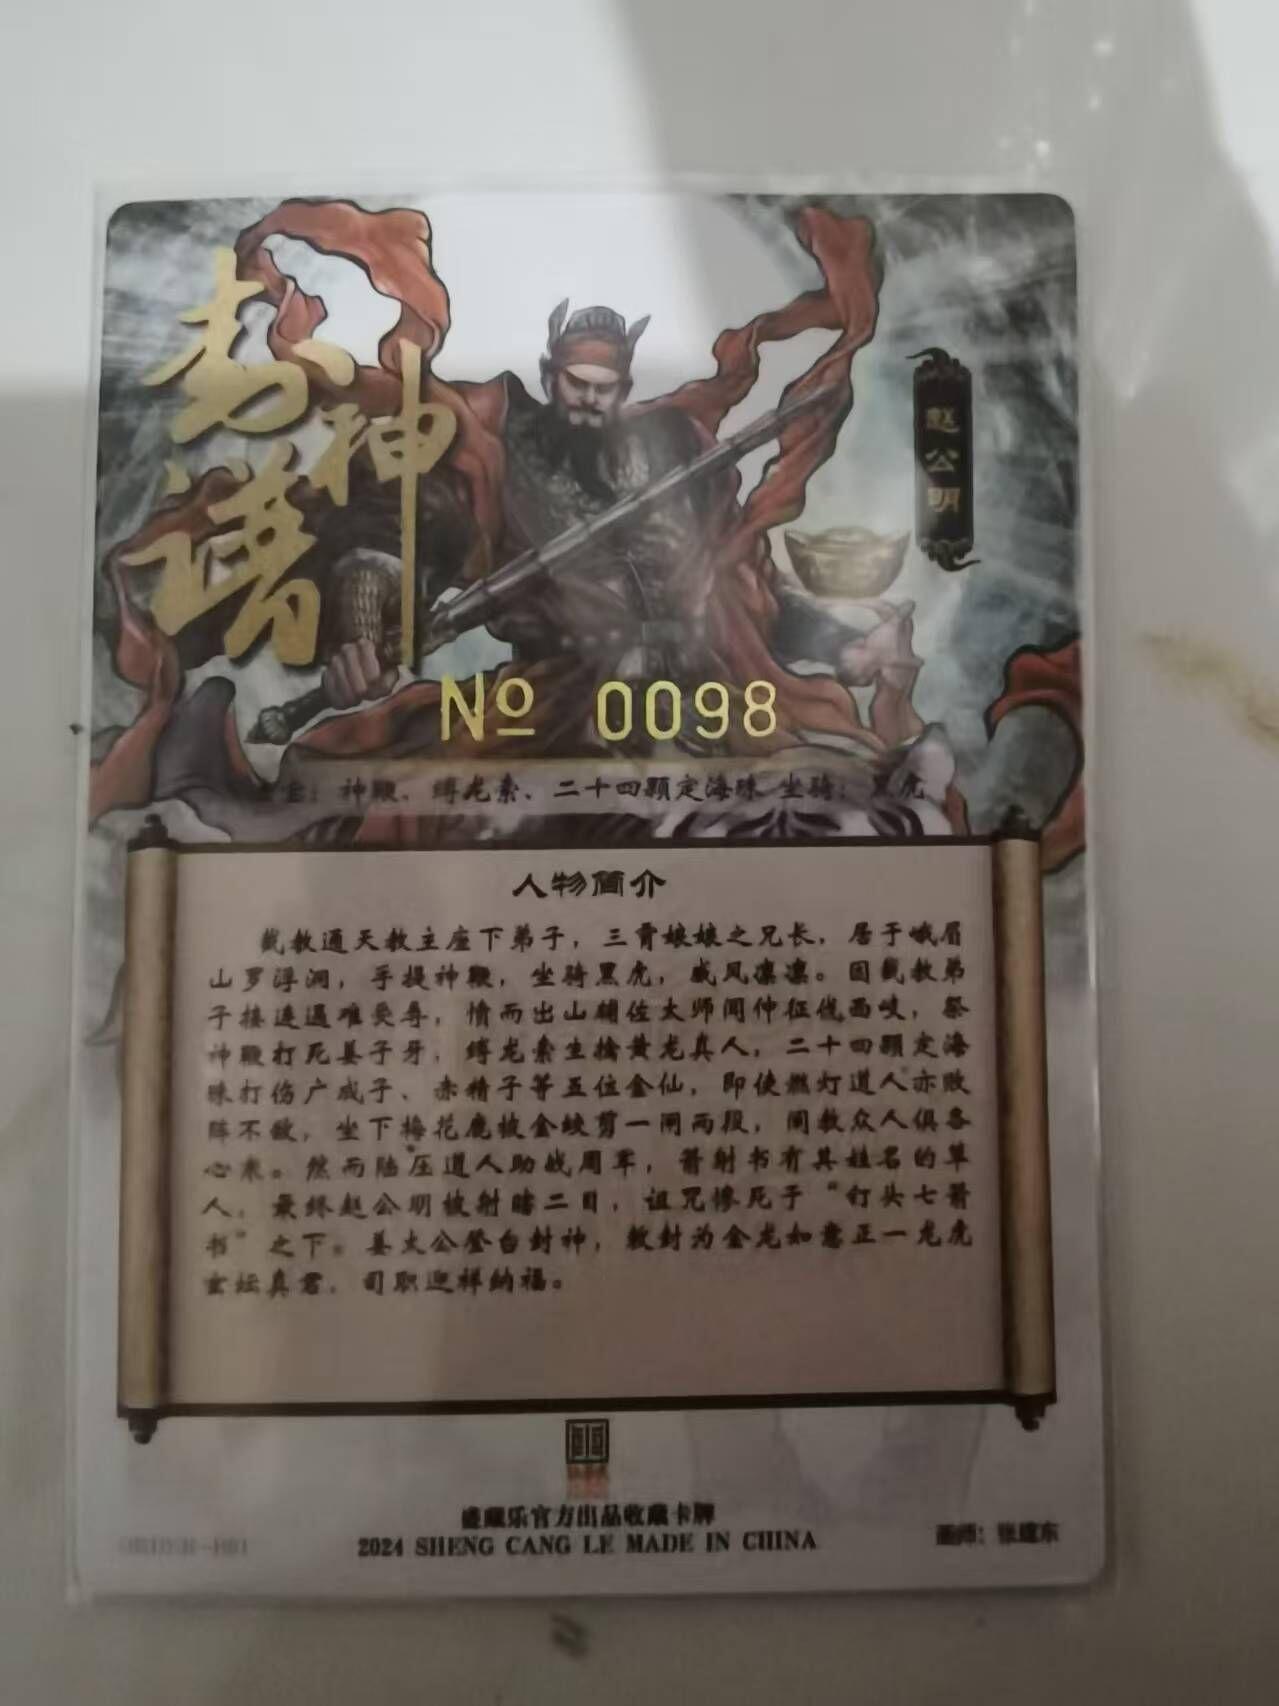 封神谱
赵公明
№ 0098
神鞭、缚龙索、二十四颗定海珠 坐骑：黑虎
人物简介
截教通天教主座下弟子，三霄娘娘之兄长，居于峨眉
山罗浮洞，手提神鞭，坐骑黑虎，威风凛凛。因截教弟
子接连遇难受辱，愤而出山辅佐太师闻仲征伐西岐，祭
神鞭打死姜子牙，缚龙索生擒黄龙真人，二十四颗定海
珠打伤广成子、赤精子等五位金仙，即使燃灯道人亦败
阵不敌，坐下梅花鹿被金蛟剪一闸两段，阐教众人俱各
心来。然而陆压道人助战周军，箭射书有其姓名的草
人，最终赵公明被射瞎二目，诅咒惨死于“钉头七箭
书”之下。姜太公登台封神，敕封为金龙如意正一龙虎
玄坛真君，司职迎祥纳福。
盛藏乐官方出品收藏卡牌
2024 SHENG CANG LE MADE IN CHINA
画师：张建东